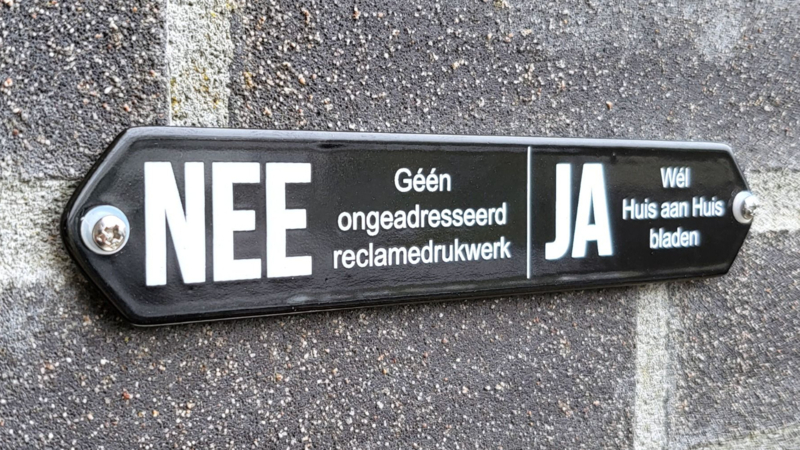 NEE
Géén
ongeadresseerd
reclamedrukwerk
JA
Wél
Huis aan Huis
bladen